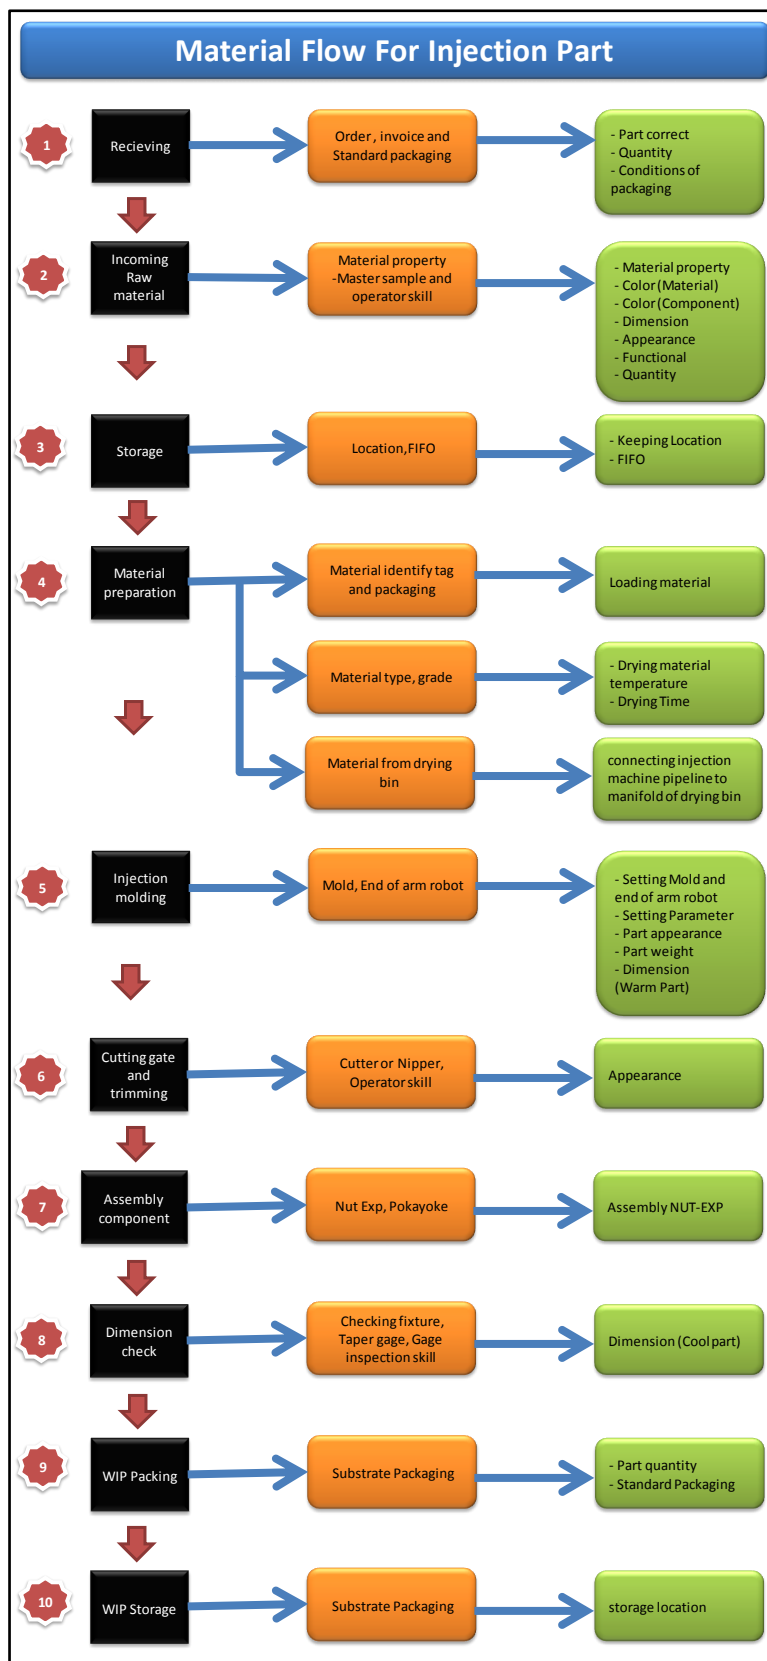 Material Flow For Injection Part
1
Recieving
Order , invoice and
Standard packaging
- Part correct
- Quantity
- Conditions of
packaging
2
Incoming
Raw
material
Material property
-Master sample and
operator skill
- Material property
- Color (Material)
- Color (Component)
- Dimension
- Appearance
- Functional
- Quantity
3
Storage
Location,FIFO
- Keeping Location
- FIFO
4
Material
preparation
Material identify tag
and packaging
Loading material
Material type, grade
- Drying material
temperature
- Drying Time
Material from drying
bin
connecting injection
machine pipeline to
manifold of drying bin
5
Injection
molding
Mold, End of arm robot
- Setting Mold and
end of arm robot
- Setting Parameter
- Part appearance
- Part weight
- Dimension
(Warm Part)
6
Cutting gate
and
trimming
Cutter or Nipper,
Operator skill
Appearance
7
Assembly
component
Nut Exp, Pokayoke
Assembly NUT-EXP
8
Dimension
check
Checking fixture,
Taper gage, Gage
inspection skill
Dimension (Cool part)
9
WIP Packing
Substrate Packaging
- Part quantity
- Standard Packaging
10
WIP Storage
Substrate Packaging
storage location